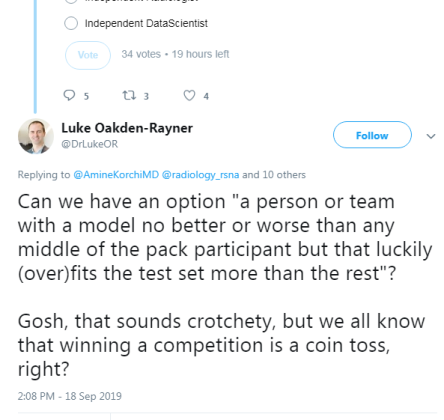 Independent Radiologist
Independent DataScientist
Vote 34 votes • 19 hours left
5 3 4
Luke Oakden-Rayner
@DrLukeOR
Follow
Replying to @AmineKorchiMD @radiology_rsna and 10 others
Can we have an option "a person or team
with a model no better or worse than any
middle of the pack participant but that luckily
(over)fits the test set more than the rest"?
Gosh, that sounds crotchety, but we all know
that winning a competition is a coin toss,
right?
2:08 PM - 18 Sep 2019